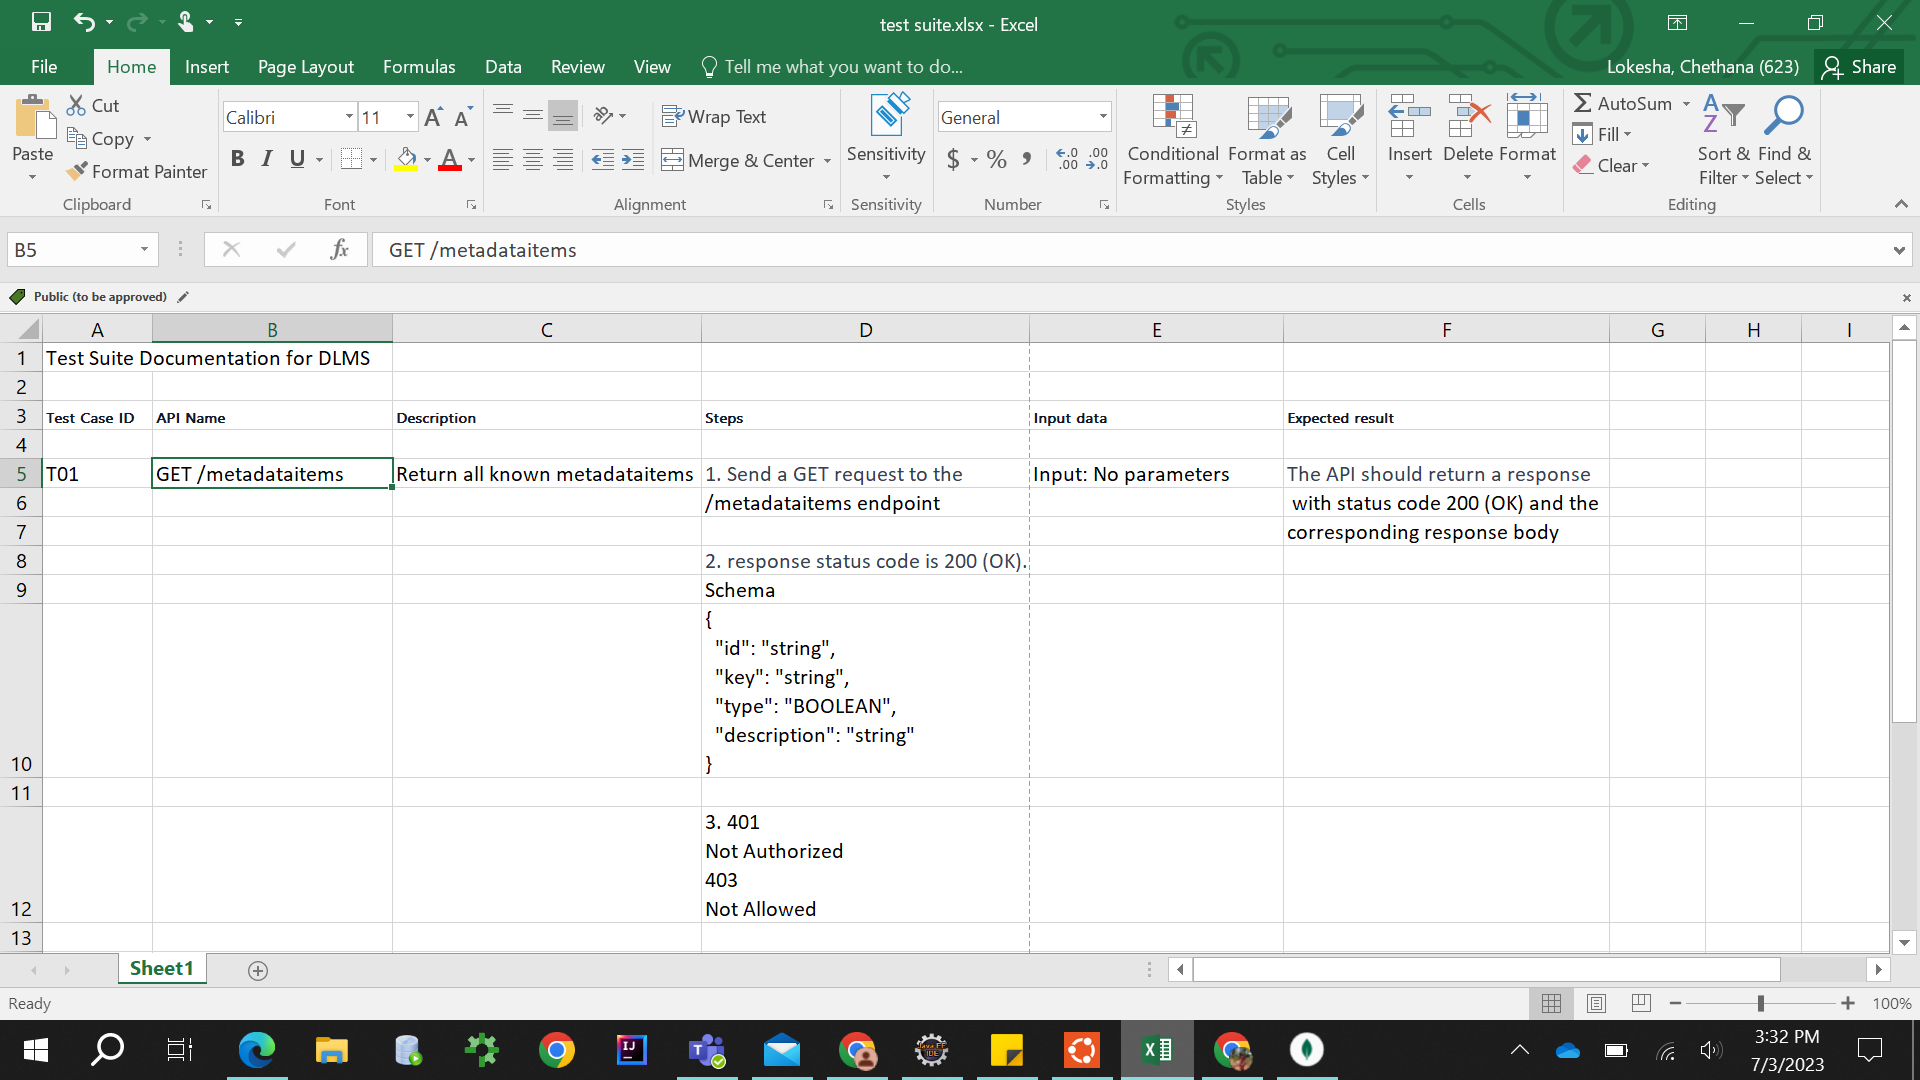 test suite.xlsx - Excel
File Home Insert Page Layout Formulas Data Review View Tell me what you want to do... Lokesha, Chethana (623) Share
Paste
Cut
Copy
Format Painter
Clipboard
Calibri 11
B I U
Font
Wrap Text
Merge & Center
Alignment
Sensitivity
Sensitivity
General
$ % ,
Number
Conditional Formatting
Format as Table
Cell Styles
Styles
Insert Delete Format
Cells
AutoSum
Fill
Clear
Sort & Filter
Find & Select
Editing
B5 fx GET /metadataitems
Public (to be approved)
A B C D E F G H I
1 Test Suite Documentation for DLMS
2
3 Test Case ID API Name Description Steps Input data Expected result
4
5 T01 GET /metadataitems Return all known metadataitems 1. Send a GET request to the Input: No parameters The API should return a response
6 /metadataitems endpoint with status code 200 (OK) and the
7 corresponding response body
8 2. response status code is 200 (OK).
9 Schema
{
"id": "string",
"key": "string",
"type": "BOOLEAN",
"description": "string"
10 }
11
3. 401
Not Authorized
403
12 Not Allowed
13
Sheet1
Ready 100%
3:32 PM
7/3/2023